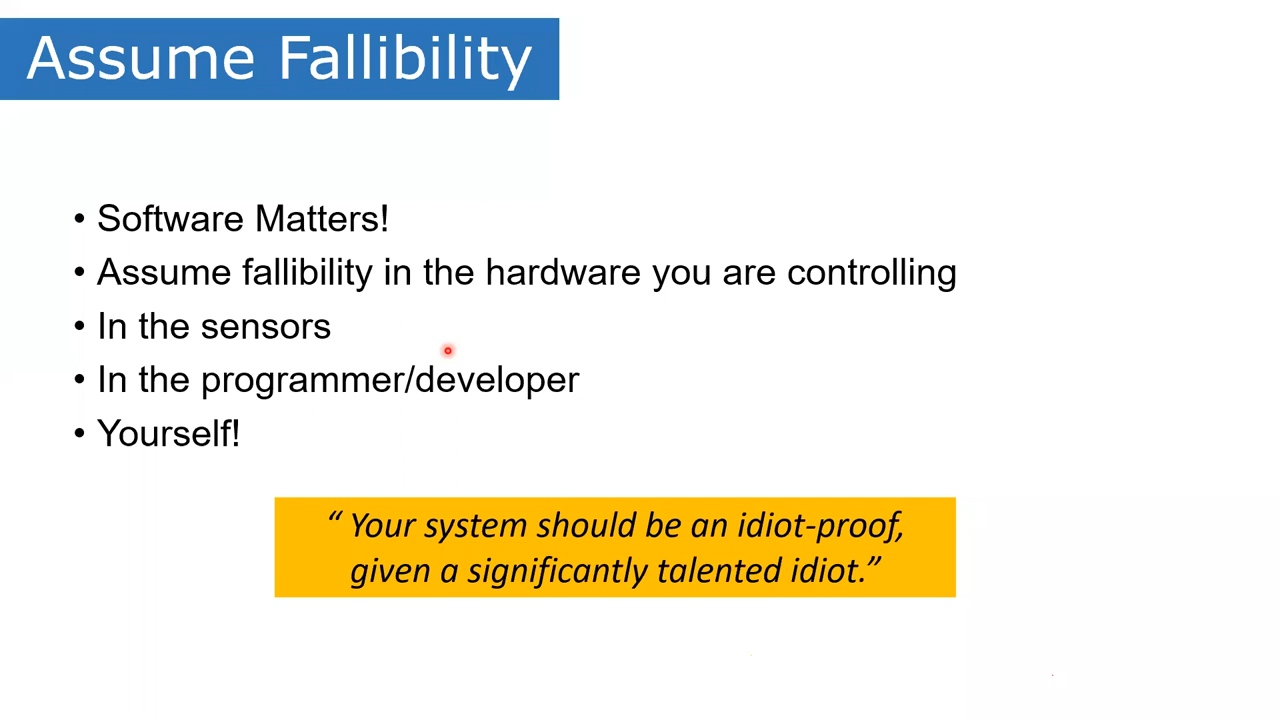 Assume Fallibility
• Software Matters!
• Assume fallibility in the hardware you are controlling
• In the sensors
• In the programmer/developer
• Yourself!
“ Your system should be an idiot-proof,
given a significantly talented idiot.”